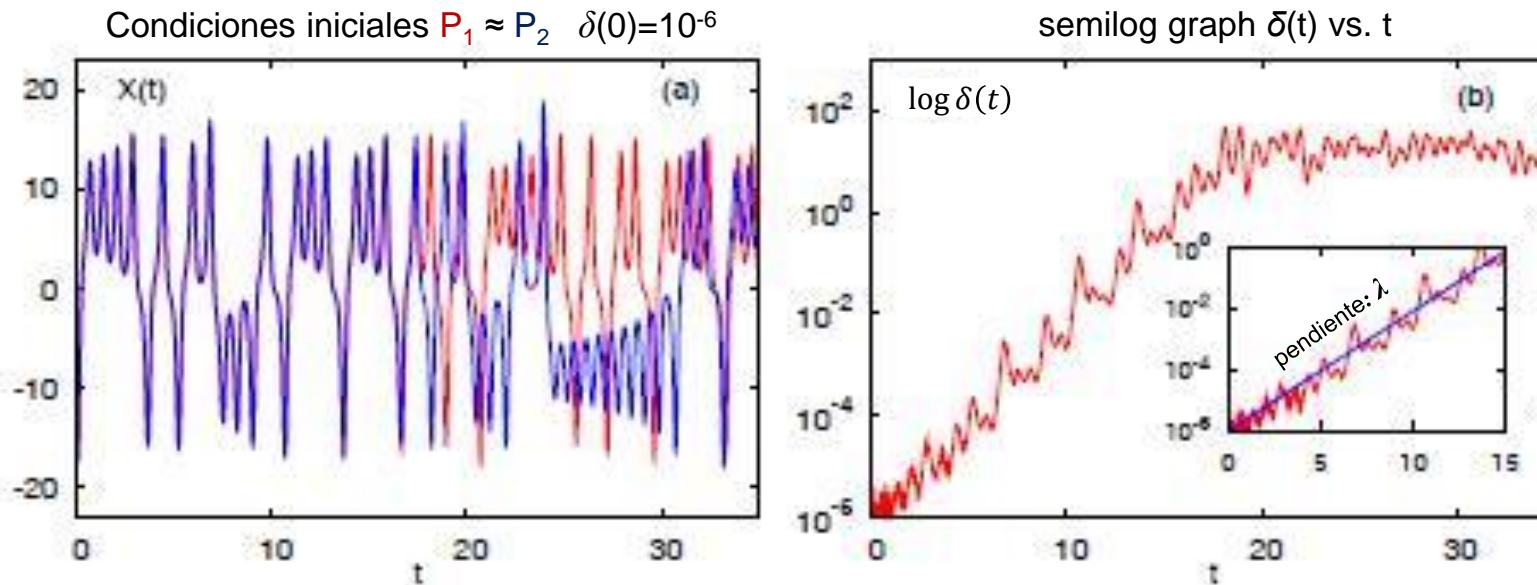 Condiciones iniciales P₁ ≈ P₂ δ(0)=10⁻⁶
semilog graph δ(t) vs. t
X(t)
(a)
20
10
0
-10
-20
0
10
20
30
t
log δ(t)
(b)
10²
10⁰
10⁻²
10⁻⁴
10⁻⁶
0
10
20
30
t
pendiente: λ
10⁰
10⁻²
10⁻⁴
10⁻⁶
0
5
10
15